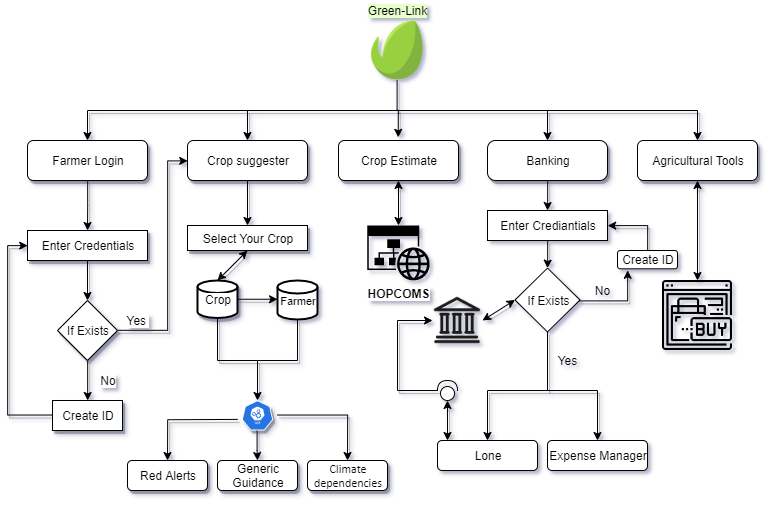 Green-Link
Farmer Login
Crop suggester
Crop Estimate
Banking
Agricultural Tools
Enter Credentials
Select Your Crop
Enter Crediantials
Create ID
HOPCOMS
Crop
Farmer
If Exists
No
BUY
If Exists
Yes
No
Create ID
Yes
Lone
Expense Manager
Red Alerts
Generic
Guidance
Climate
dependencies